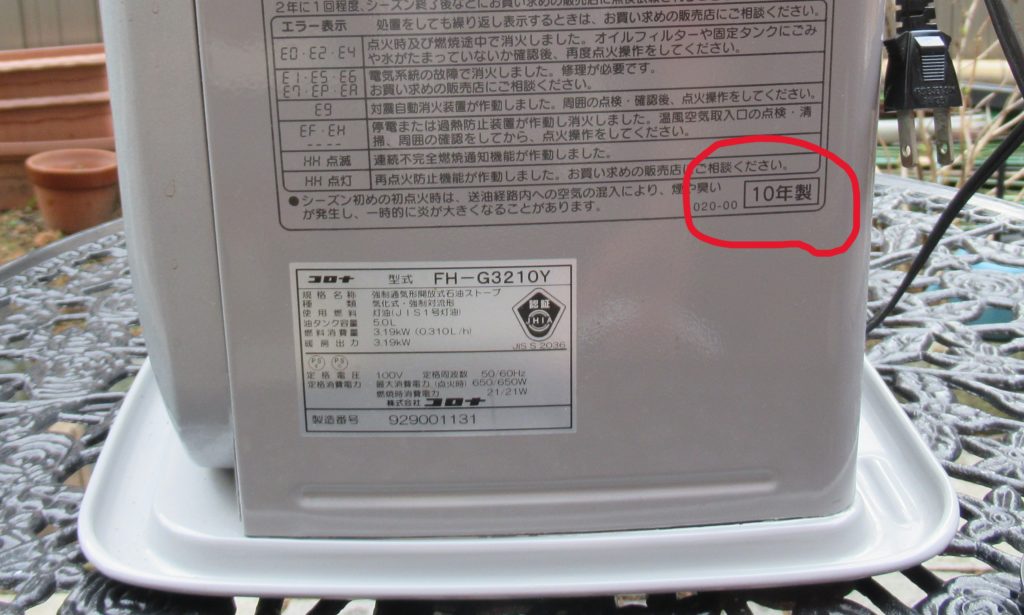 2年に1回程度、シーズン終了後などにお買い求めの販売店に点検依頼
エラー表示 処置をしても繰り返し表示するときは、お買い求めの販売店にご相談ください。
E0・E2・E4 点火時及び燃焼途中で消火しました。オイルフィルターや固定タンクにごみ
や水がたまっていないか確認後、再度点火操作をしてください。
E1・E5・E6 電気系統の故障で消火しました。修理が必要です。
E7・EP・EA お買い求めの販売店にご相談ください。
E9 対震自動消火装置が作動しました。周囲の点検・確認後、点火操作をしてください。
EF・EH 停電または過熱防止装置が作動し消火しました。温風空気取入口の点検・清
---- 掃、周囲の確認をしてから、点火操作をしてください。
HH 点滅 連続不完全燃焼通知機能が作動しました。
HH 点灯 再点火防止機能が作動しました。お買い求めの販売店にご相談ください。
●シーズン初めの初点火時は、送油経路内への空気の混入により、煙や臭い
が発生し、一時的に炎が大きくなることがあります。
020-00 10年製
コロナ 型式 FH-G3210Y
規格名称 強制通気形開放式石油ストーブ
種類 気化式・強制対流形
使用燃料 灯油(JIS1号灯油)
油タンク容量 5.0L
燃料消費量 3.19kW (0.310L/h)
暖房出力 3.19kW
認証
JHIA
JIS S 2036
PS PS
定格電圧 100V 定格周波数 50/60Hz
定格消費電力 最大消費電力(点火時) 650/650W
燃焼時消費電力 21/21W
株式会社 コロナ
製造番号 929001131